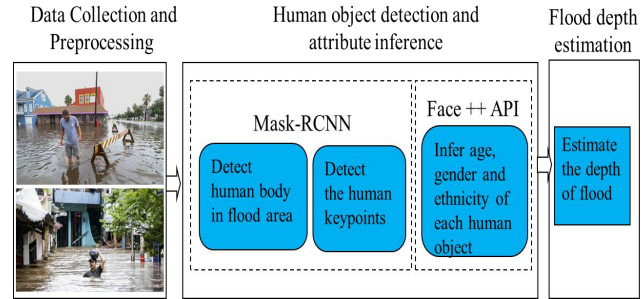 Data Collection and
Preprocessing
Human object detection and
attribute inference
Flood depth
estimation
Mask-RCNN
Detect
human body
in flood area
Detect
the human
keypoints
Face ++ API
Infer age,
gender and
ethnicity of
each human
object
Estimate
the depth
of flood